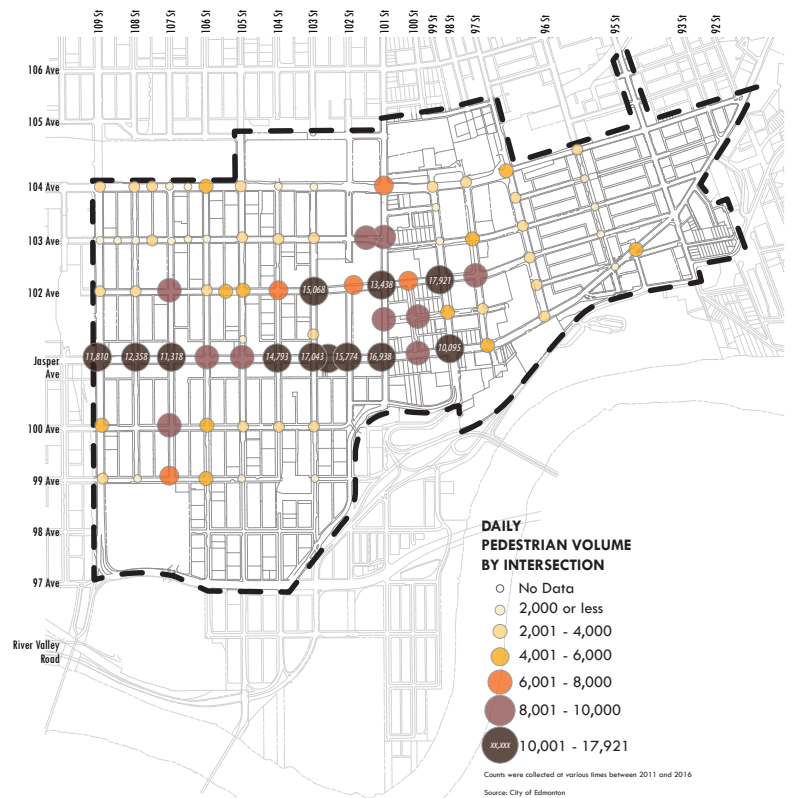 109 St
108 St
107 St
106 St
105 St
104 St
103 St
102 St
101 St
100 St
99 St
98 St
97 St
96 St
95 St
93 St
92 St
106 Ave
105 Ave
104 Ave
103 Ave
102 Ave
15,068
13,438
17,921
Jasper
Ave
11,810
12,358
11,318
14,793
17,043
15,774
16,938
10,095
100 Ave
99 Ave
98 Ave
97 Ave
River Valley
Road
DAILY
PEDESTRIAN VOLUME
BY INTERSECTION
No Data
2,000 or less
2,001 - 4,000
4,001 - 6,000
6,001 - 8,000
8,001 - 10,000
xx,xxx
10,001 - 17,921
Counts were collected at various times between 2011 and 2016
Source: City of Edmonton